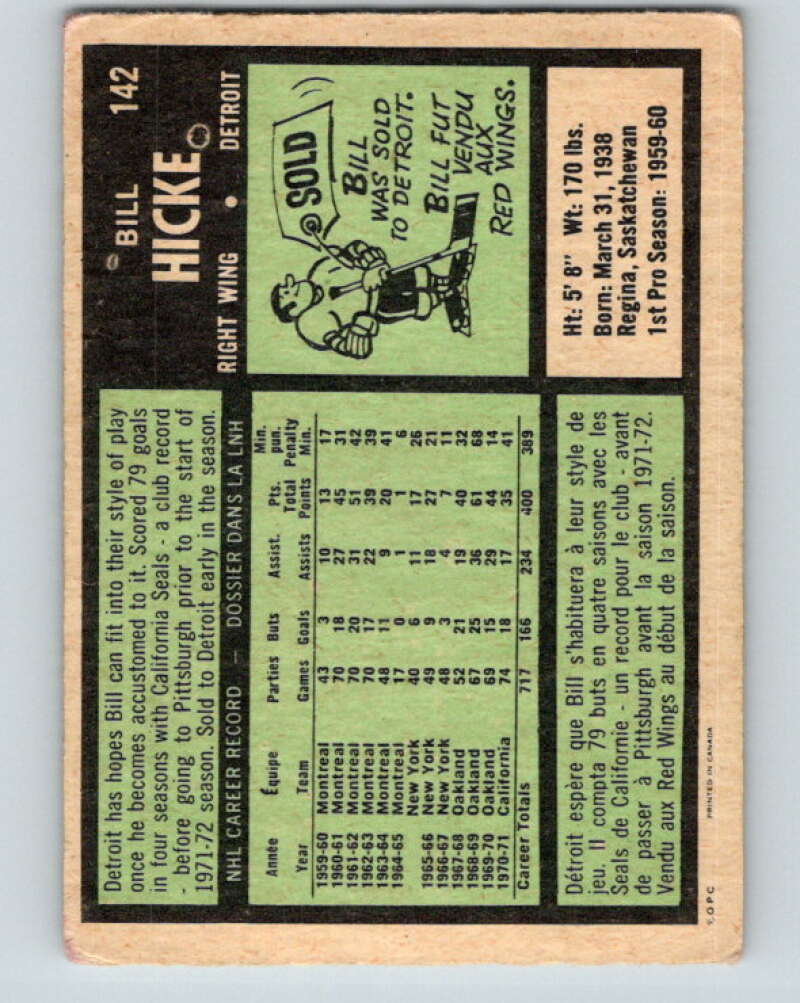 BILL 142
HICKE
RIGHT WING • DETROIT
Detroit has hopes Bill can fit into their style of play
once he becomes accustomed to it. Scored 79 goals
in four seasons with California Seals - a club record
- before going to Pittsburgh prior to the start of
1971-72 season. Sold to Detroit early in the season.
SOLD
BILL
WAS SOLD
TO DETROIT.
BILL FUT
VENDU
AUX
RED WINGS.
NHL CAREER RECORD — DOSSIER DANS LA LNH
Min.
Pts. pun.
Année Équipe Parties Buts Assist. Total Penalty
Year Team Games Goals Assists Points Min.
1959-60 Montreal 43 3 10 13 17
1960-61 Montreal 70 18 27 45 31
1961-62 Montreal 70 20 31 51 42
1962-63 Montreal 70 17 22 39 39
1963-64 Montreal 48 11 9 20 41
1964-65 Montreal 17 0 1 1 6
New York 40 6 11 17 26
1965-66 New York 49 9 18 27 21
1966-67 New York 48 3 4 7 11
1967-68 Oakland 52 21 19 40 32
1968-69 Oakland 67 25 36 61 68
1969-70 Oakland 69 15 29 44 14
1970-71 California 74 18 17 35 41
Career Totals 717 166 234 400 389
Ht: 5' 8" Wt: 170 lbs.
Born: March 31, 1938
Regina, Saskatchewan
1st Pro Season: 1959-60
Détroit espère que Bill s'habituera à leur style de
jeu. Il compta 79 buts en quatre saisons avec les
Seals de Californie - un record pour le club - avant
de passer à Pittsburgh avant la saison 1971-72.
Vendu aux Red Wings au début de la saison.
O P C PRINTED IN CANADA